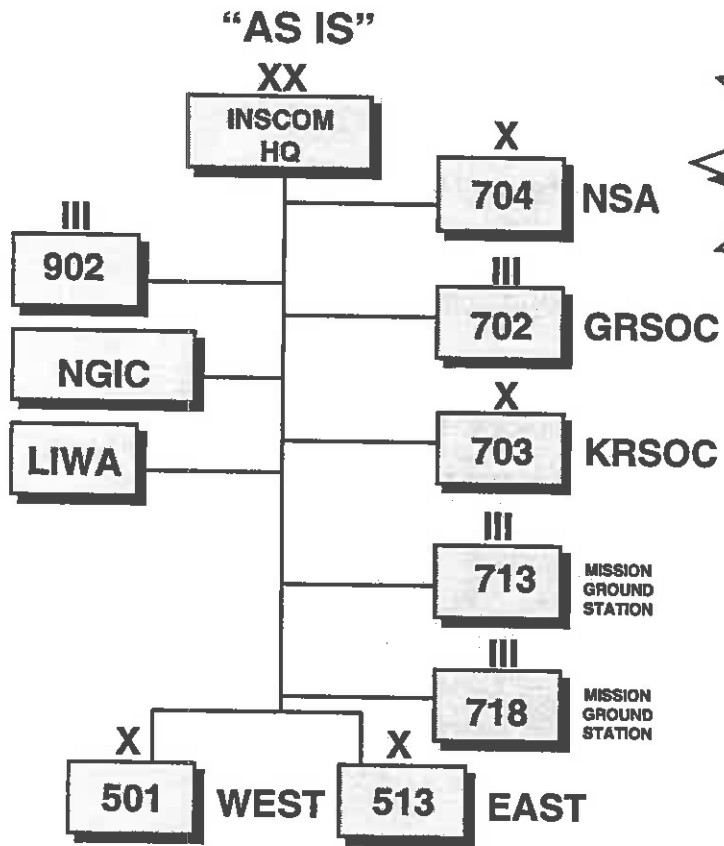 “AS IS”
XX
INSCOM
HQ
X
704 NSA
III
902
III
702 GRSOC
NGIC
X
703 KRSOC
LIWA
III
713
MISSION
GROUND
STATION
III
718
MISSION
GROUND
STATION
X
501 WEST
X
513 EAST